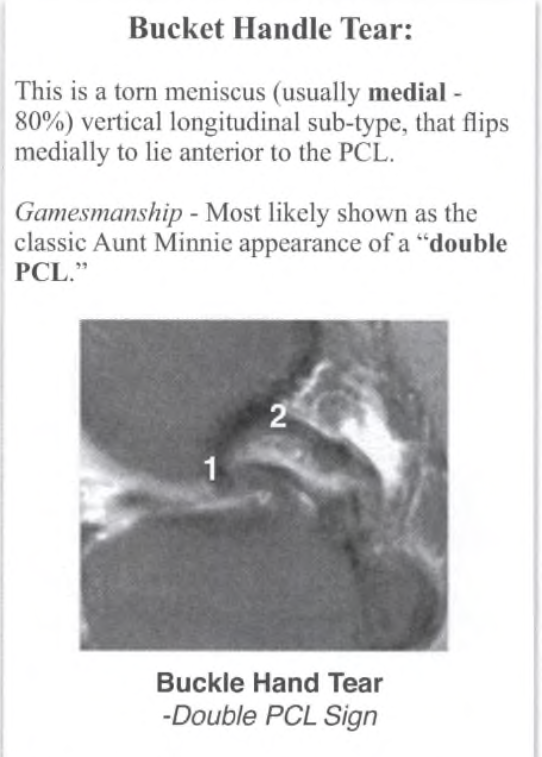 Bucket Handle Tear:
This is a torn meniscus (usually medial -
80%) vertical longitudinal sub-type, that flips
medially to lie anterior to the PCL.
Gamesmanship - Most likely shown as the
classic Aunt Minnie appearance of a “double
PCL.”
2
1
Buckle Hand Tear
-Double PCL Sign